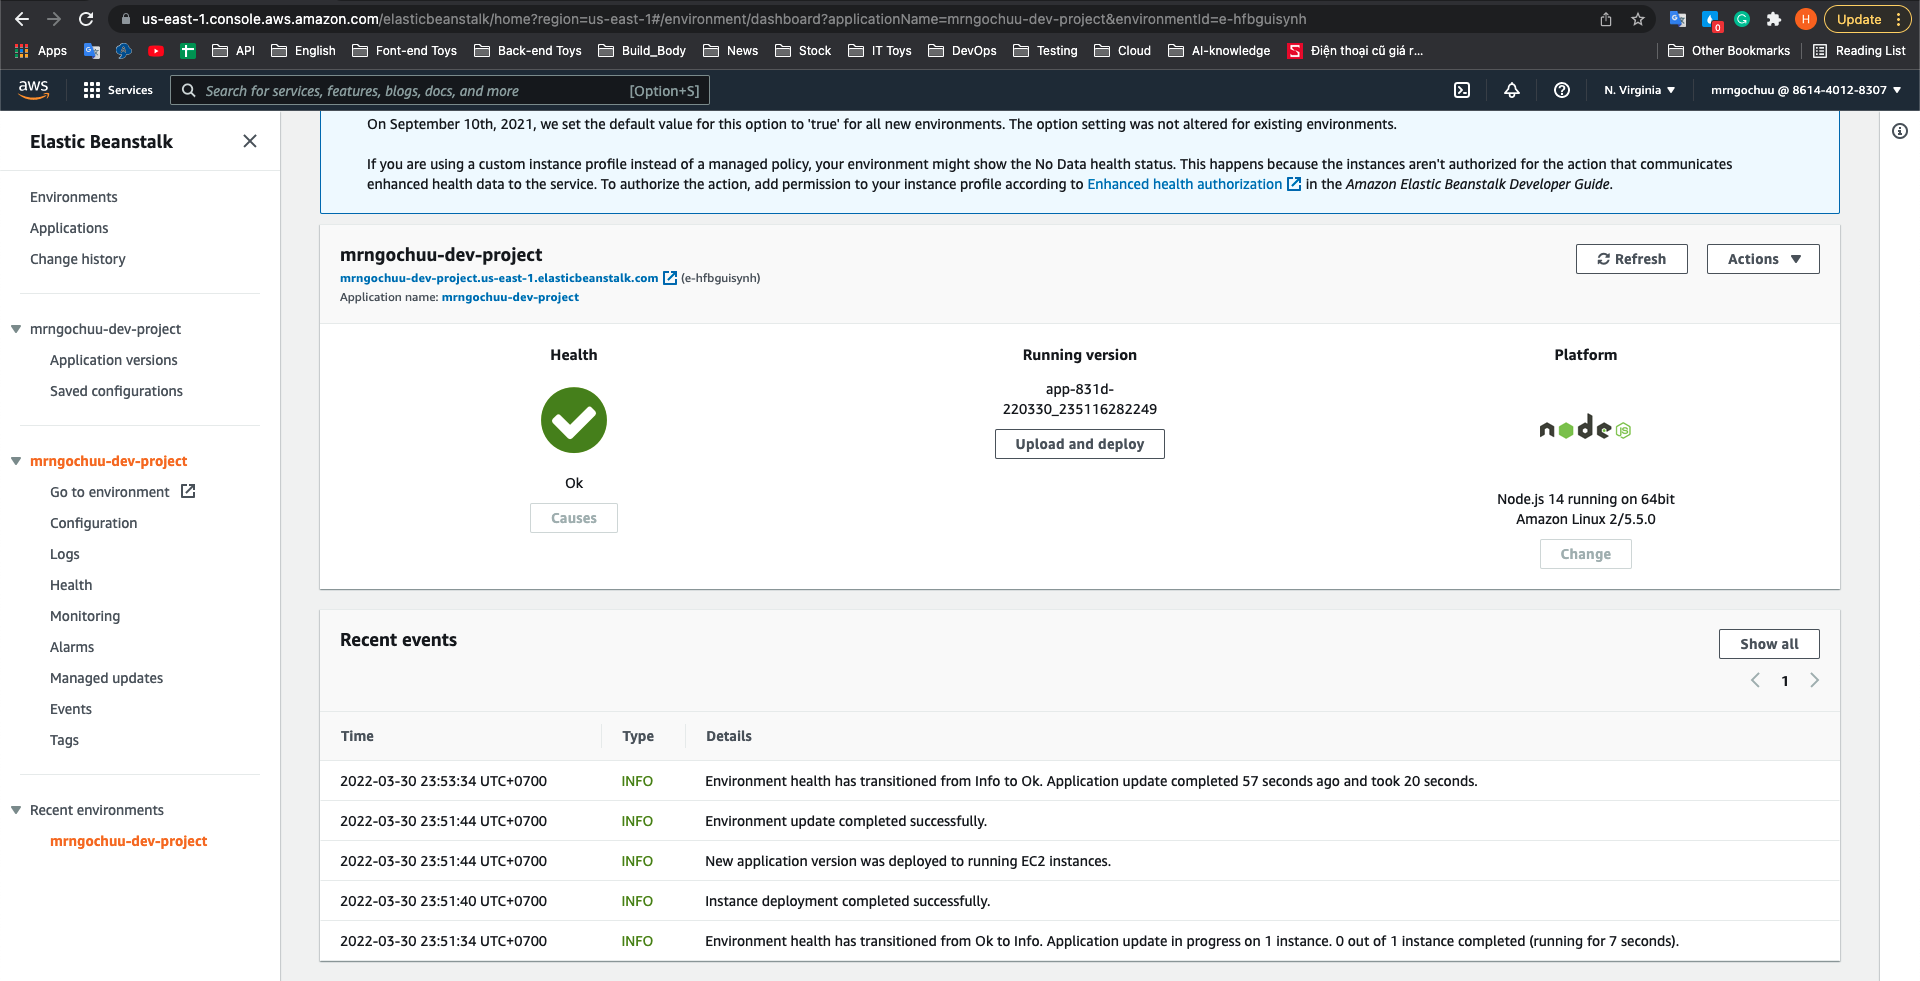 us-east-1.console.aws.amazon.com/elasticbeanstalk/home?region=us-east-1#/environment/dashboard?applicationName=mrngochuu-dev-project&environmentId=e-hfbguisynh
0
H
Update
Apps
API
English
Font-end Toys
Back-end Toys
Build_Body
News
Stock
IT Toys
DevOps
Testing
Cloud
AI-knowledge
Điện thoại cũ giá r...
Other Bookmarks
Reading List
aws
Services
Search for services, features, blogs, docs, and more
[Option+S]
N. Virginia
mrngochuu @ 8614-4012-8307
Elastic Beanstalk
Environments
Applications
Change history
mrngochuu-dev-project
Application versions
Saved configurations
mrngochuu-dev-project
Go to environment
Configuration
Logs
Health
Monitoring
Alarms
Managed updates
Events
Tags
Recent environments
mrngochuu-dev-project
On September 10th, 2021, we set the default value for this option to 'true' for all new environments. The option setting was not altered for existing environments.
If you are using a custom instance profile instead of a managed policy, your environment might show the No Data health status. This happens because the instances aren't authorized for the action that communicates
enhanced health data to the service. To authorize the action, add permission to your instance profile according to Enhanced health authorization in the Amazon Elastic Beanstalk Developer Guide.
mrngochuu-dev-project
mrngochuu-dev-project.us-east-1.elasticbeanstalk.com (e-hfbguisynh)
Application name: mrngochuu-dev-project
Refresh
Actions
Health
Ok
Causes
Running version
app-831d-
220330_235116282249
Upload and deploy
Platform
node JS
Node.js 14 running on 64bit
Amazon Linux 2/5.5.0
Change
Recent events
Show all
1
Time Type Details
2022-03-30 23:53:34 UTC+0700 INFO Environment health has transitioned from Info to Ok. Application update completed 57 seconds ago and took 20 seconds.
2022-03-30 23:51:44 UTC+0700 INFO Environment update completed successfully.
2022-03-30 23:51:44 UTC+0700 INFO New application version was deployed to running EC2 instances.
2022-03-30 23:51:40 UTC+0700 INFO Instance deployment completed successfully.
2022-03-30 23:51:34 UTC+0700 INFO Environment health has transitioned from Ok to Info. Application update in progress on 1 instance. 0 out of 1 instance completed (running for 7 seconds).